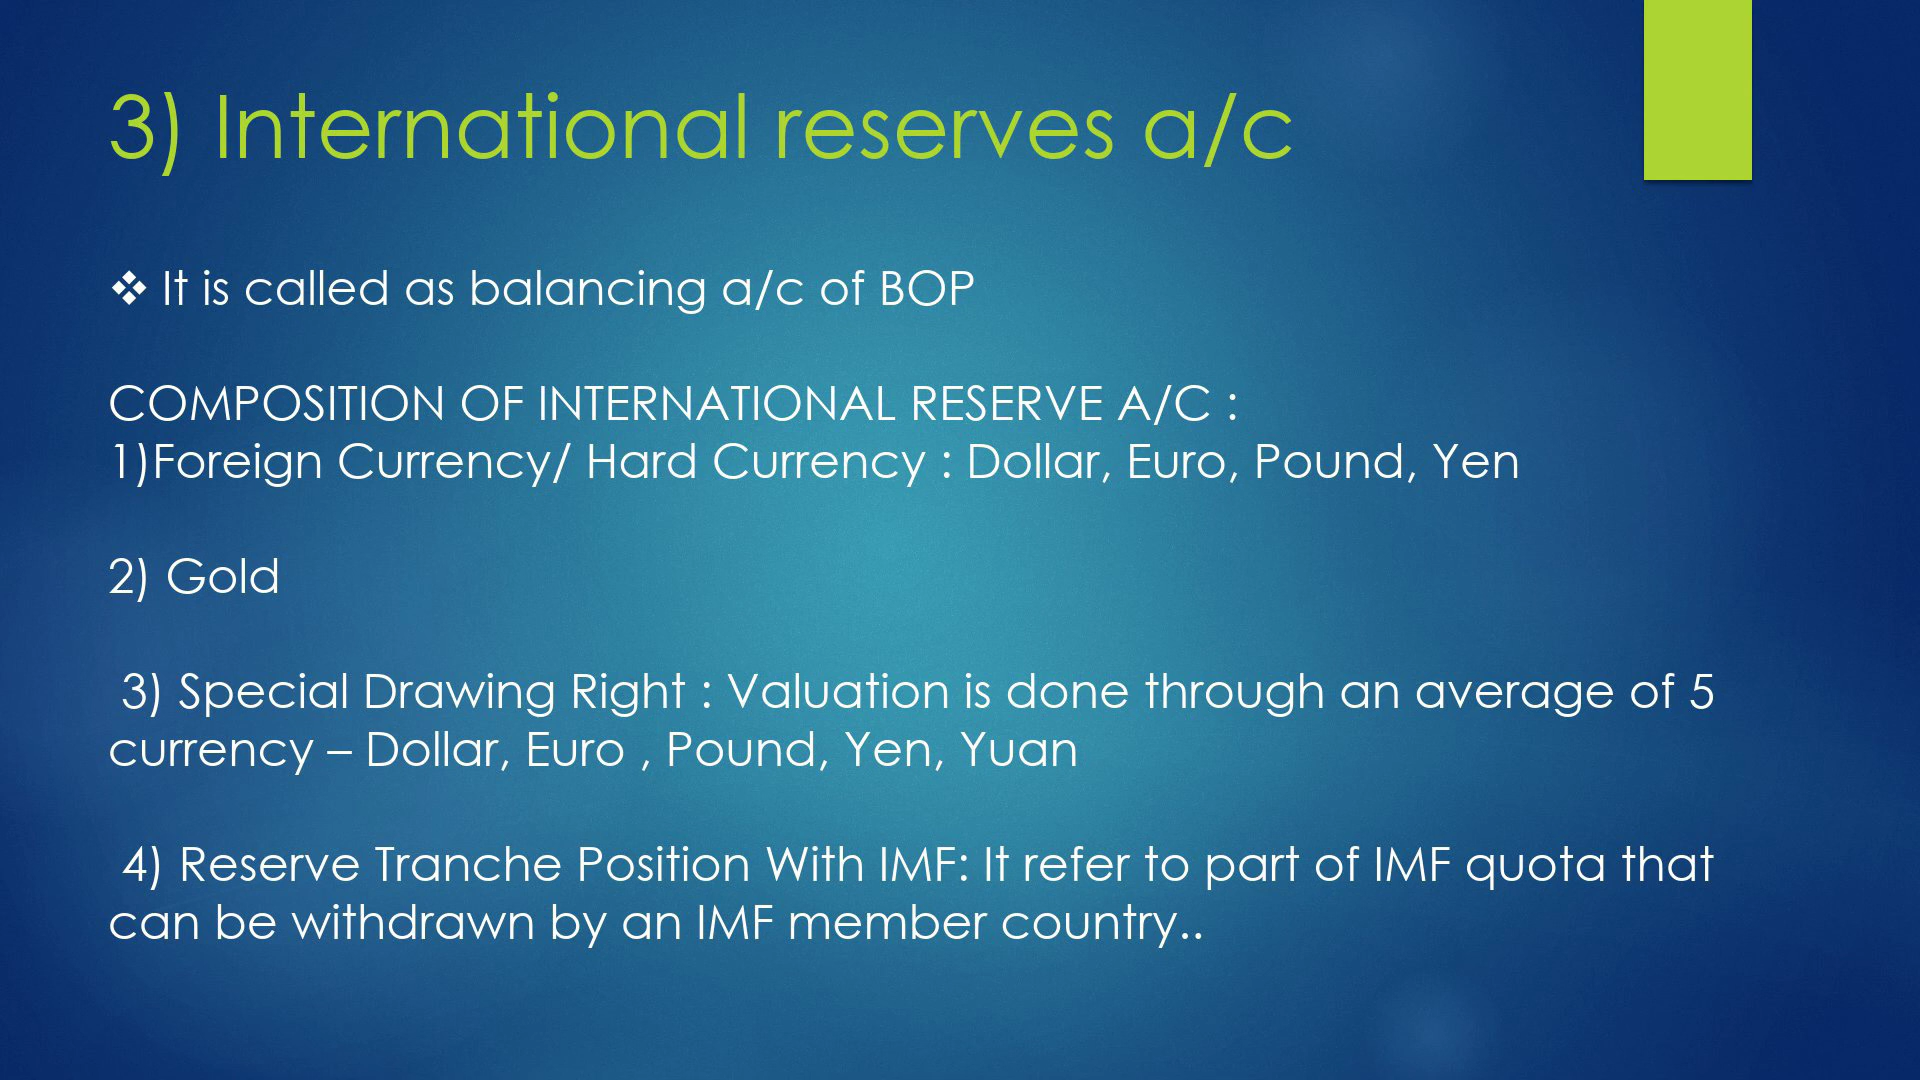 3) International reserves a/c
❖ It is called as balancing a/c of BOP
COMPOSITION OF INTERNATIONAL RESERVE A/C :
1)Foreign Currency/ Hard Currency : Dollar, Euro, Pound, Yen
2) Gold
3) Special Drawing Right : Valuation is done through an average of 5
currency – Dollar, Euro , Pound, Yen, Yuan
4) Reserve Tranche Position With IMF: It refer to part of IMF quota that
can be withdrawn by an IMF member country..